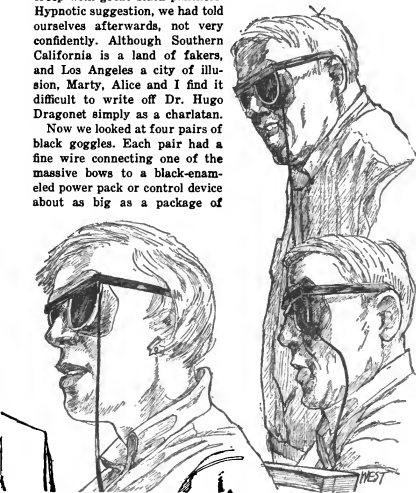 Hypnotic suggestion, we had told
ourselves afterwards, not very
confidently. Although Southern
California is a land of fakers,
and Los Angeles a city of illu-
sion, Marty, Alice and I find it
difficult to write off Dr. Hugo
Dragonet simply as a charlatan.
Now we looked at four pairs of
black goggles. Each pair had a
fine wire connecting one of the
massive bows to a black-enam-
eled power pack or control device
about as big as a package of
WEST